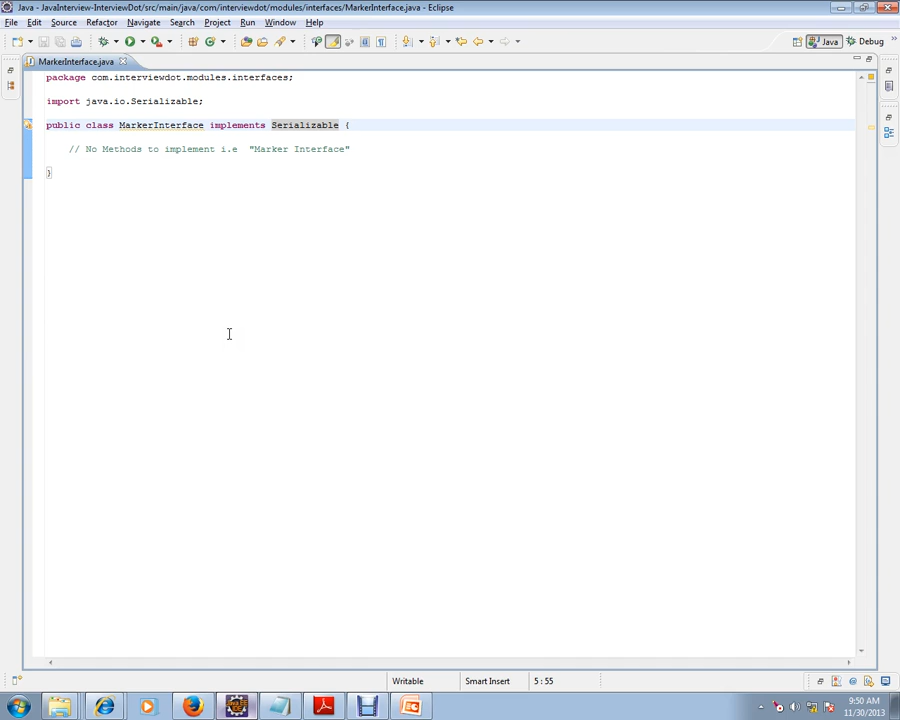 Java - JavaInterview-InterviewDot/src/main/java/com/interviewdot/modules/interfaces/MarkerInterface.java - Eclipse
File Edit Source Refactor Navigate Search Project Run Window Help
Java Debug
MarkerInterface.java
package com.interviewdot.modules.interfaces;
import java.io.Serializable;
public class MarkerInterface implements Serializable {
// No Methods to implement i.e "Marker Interface"
}
Writable Smart Insert 5 : 55
9:50 AM
11/30/2013